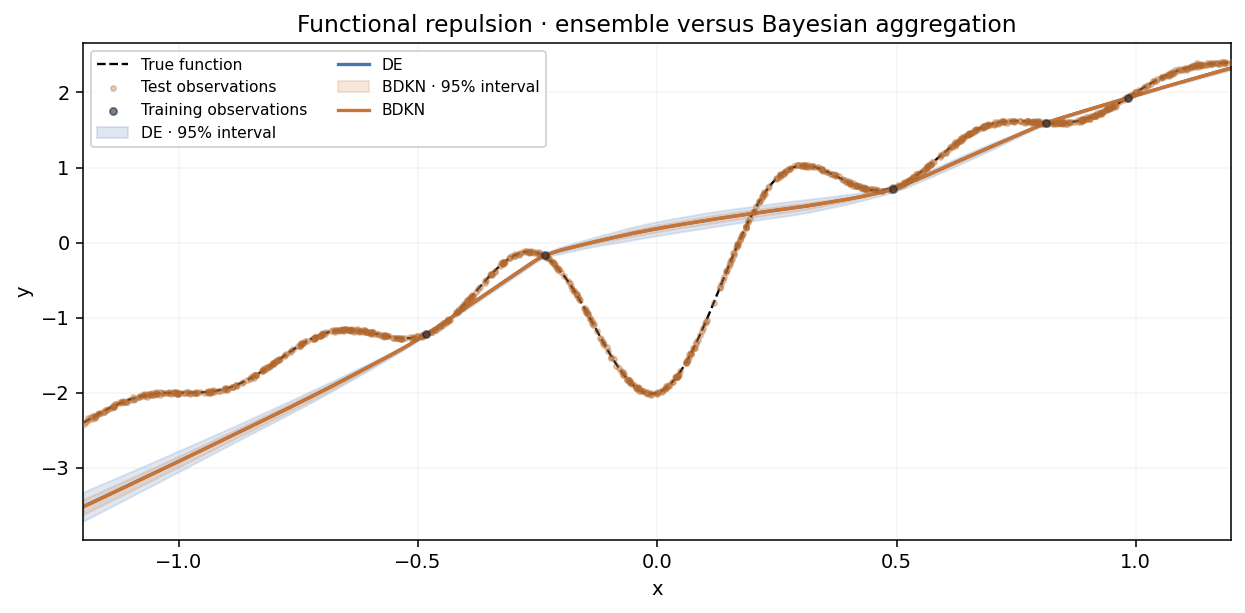 Functional repulsion · ensemble versus Bayesian aggregation
True function
Test observations
Training observations
DE · 95% interval
DE
BDKN · 95% interval
BDKN
y
2
1
0
−1
−2
−3
−1.0
−0.5
0.0
0.5
1.0
x